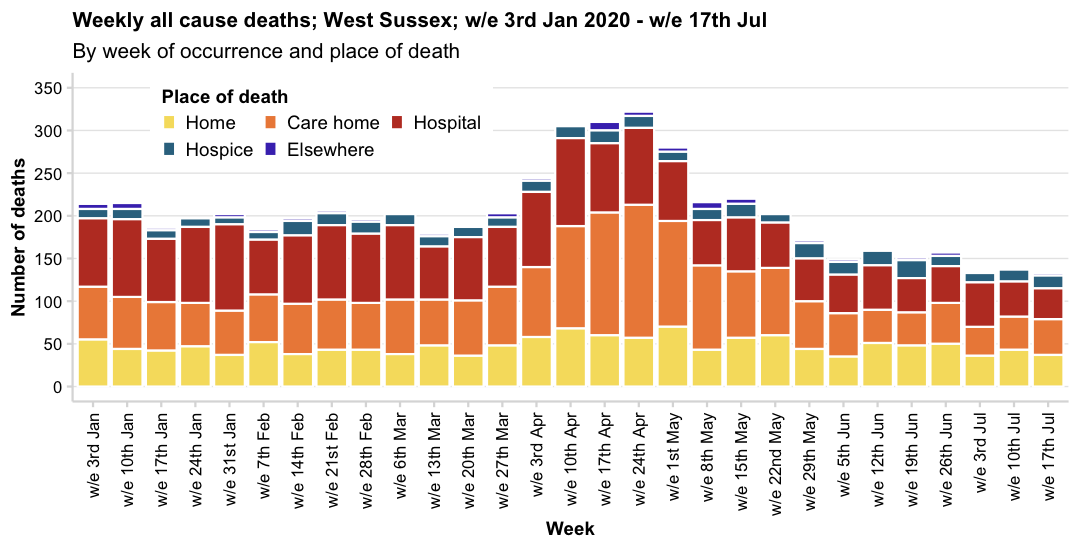 Weekly all cause deaths; West Sussex; w/e 3rd Jan 2020 - w/e 17th Jul
By week of occurrence and place of death
Place of death
Home
Care home
Hospital
Hospice
Elsewhere
Number of deaths
350
300
250
200
150
100
50
0
w/e 3rd Jan
w/e 10th Jan
w/e 17th Jan
w/e 24th Jan
w/e 31st Jan
w/e 7th Feb
w/e 14th Feb
w/e 21st Feb
w/e 28th Feb
w/e 6th Mar
w/e 13th Mar
w/e 20th Mar
w/e 27th Mar
w/e 3rd Apr
w/e 10th Apr
w/e 17th Apr
w/e 24th Apr
w/e 1st May
w/e 8th May
w/e 15th May
w/e 22nd May
w/e 29th May
w/e 5th Jun
w/e 12th Jun
w/e 19th Jun
w/e 26th Jun
w/e 3rd Jul
w/e 10th Jul
w/e 17th Jul
Week